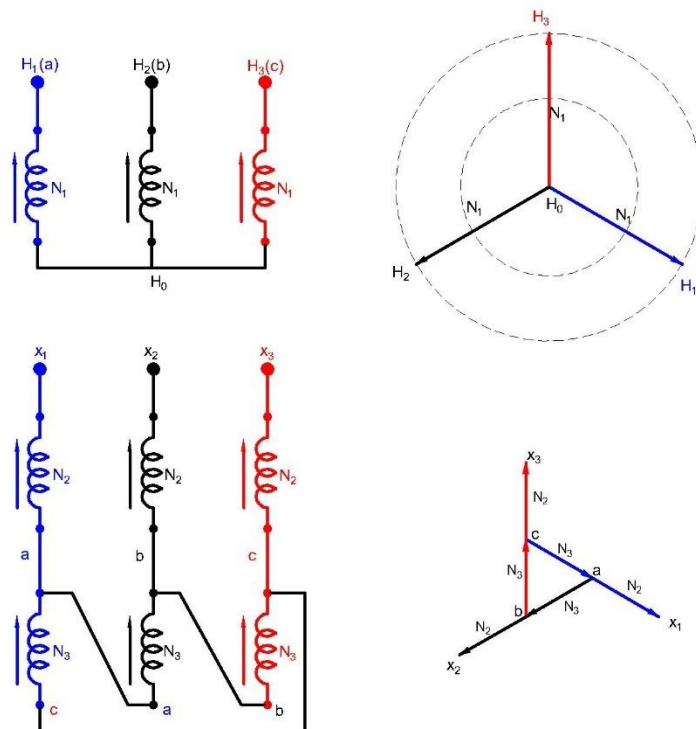 H₁(a) H₂(b) H₃(c)
N₁ N₁ N₁
H₀
H₃
N₁
N₁ H₀ N₁
H₂ H₁
x₁ x₂ x₃
N₂ N₂ N₂
a b c
N₃ N₃ N₃
c a b
x₃
N₂
c N₃ a
N₃ N₂
b N₃
N₂ x₁
x₂